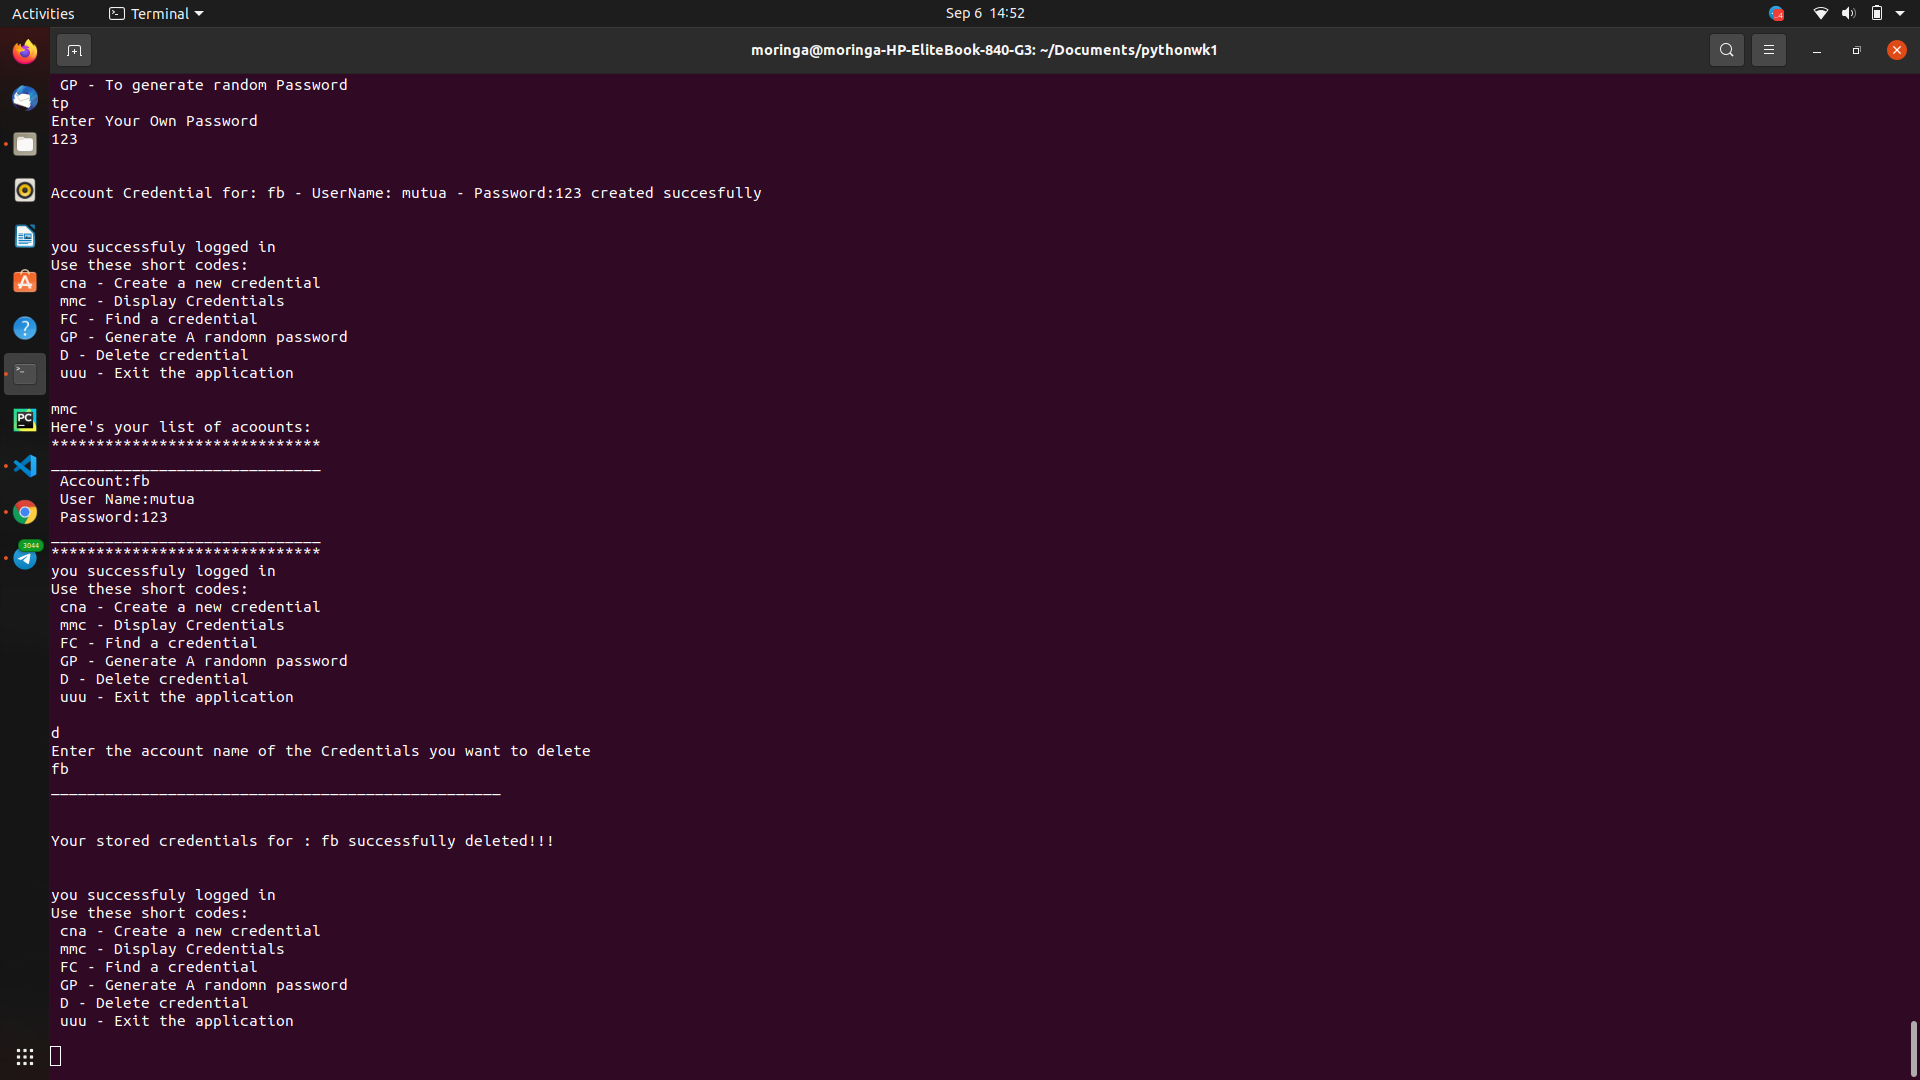 Activities
Terminal
Sep 6 14:52
moringa@moringa-HP-EliteBook-840-G3: ~/Documents/pythonwk1
 GP - To generate random Password
tp
Enter Your Own Password
123
Account Credential for: fb - UserName: mutua - Password:123 created succesfully
you successfuly logged in
Use these short codes:
 cna - Create a new credential
 mmc - Display Credentials
 FC - Find a credential
 GP - Generate A randomn password
 D - Delete credential
 uuu - Exit the application
mmc
Here's your list of acoounts:
******************************
______________________________
 Account:fb
 User Name:mutua
 Password:123
______________________________
******************************
you successfuly logged in
Use these short codes:
 cna - Create a new credential
 mmc - Display Credentials
 FC - Find a credential
 GP - Generate A randomn password
 D - Delete credential
 uuu - Exit the application
d
Enter the account name of the Credentials you want to delete
fb
__________________________________________________
Your stored credentials for : fb successfully deleted!!!
you successfuly logged in
Use these short codes:
 cna - Create a new credential
 mmc - Display Credentials
 FC - Find a credential
 GP - Generate A randomn password
 D - Delete credential
 uuu - Exit the application
PC
3044